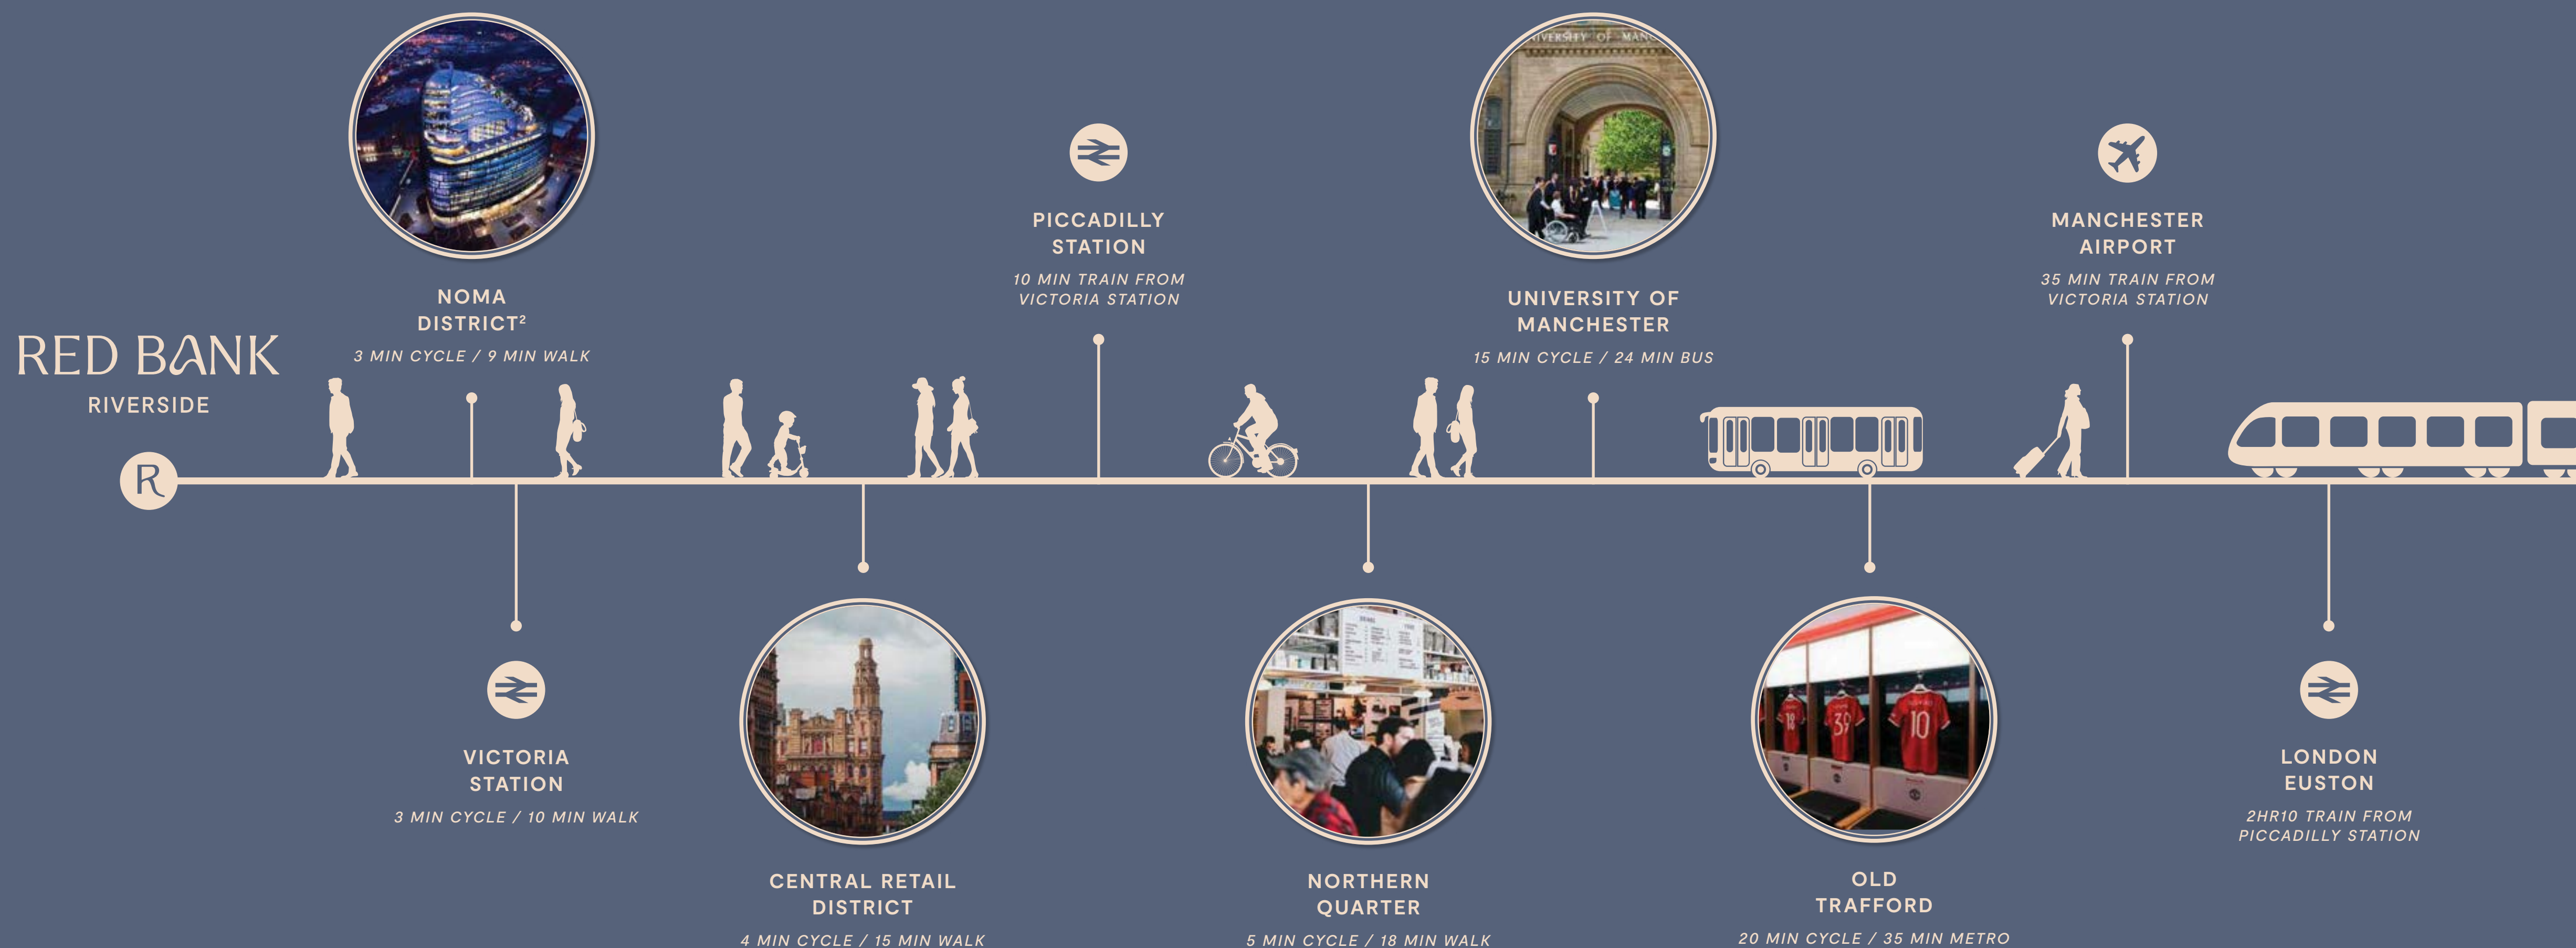 RED BANK
RIVERSIDE
R
NOMA
DISTRICT²
3 MIN CYCLE / 9 MIN WALK
VICTORIA
STATION
3 MIN CYCLE / 10 MIN WALK
CENTRAL RETAIL
DISTRICT
4 MIN CYCLE / 15 MIN WALK
PICCADILLY
STATION
10 MIN TRAIN FROM
VICTORIA STATION
NORTHERN
QUARTER
5 MIN CYCLE / 18 MIN WALK
UNIVERSITY OF
MANCHESTER
15 MIN CYCLE / 24 MIN BUS
18
39
10
OLD
TRAFFORD
20 MIN CYCLE / 35 MIN METRO
MANCHESTER
AIRPORT
35 MIN TRAIN FROM
VICTORIA STATION
LONDON
EUSTON
2HR10 TRAIN FROM
PICCADILLY STATION